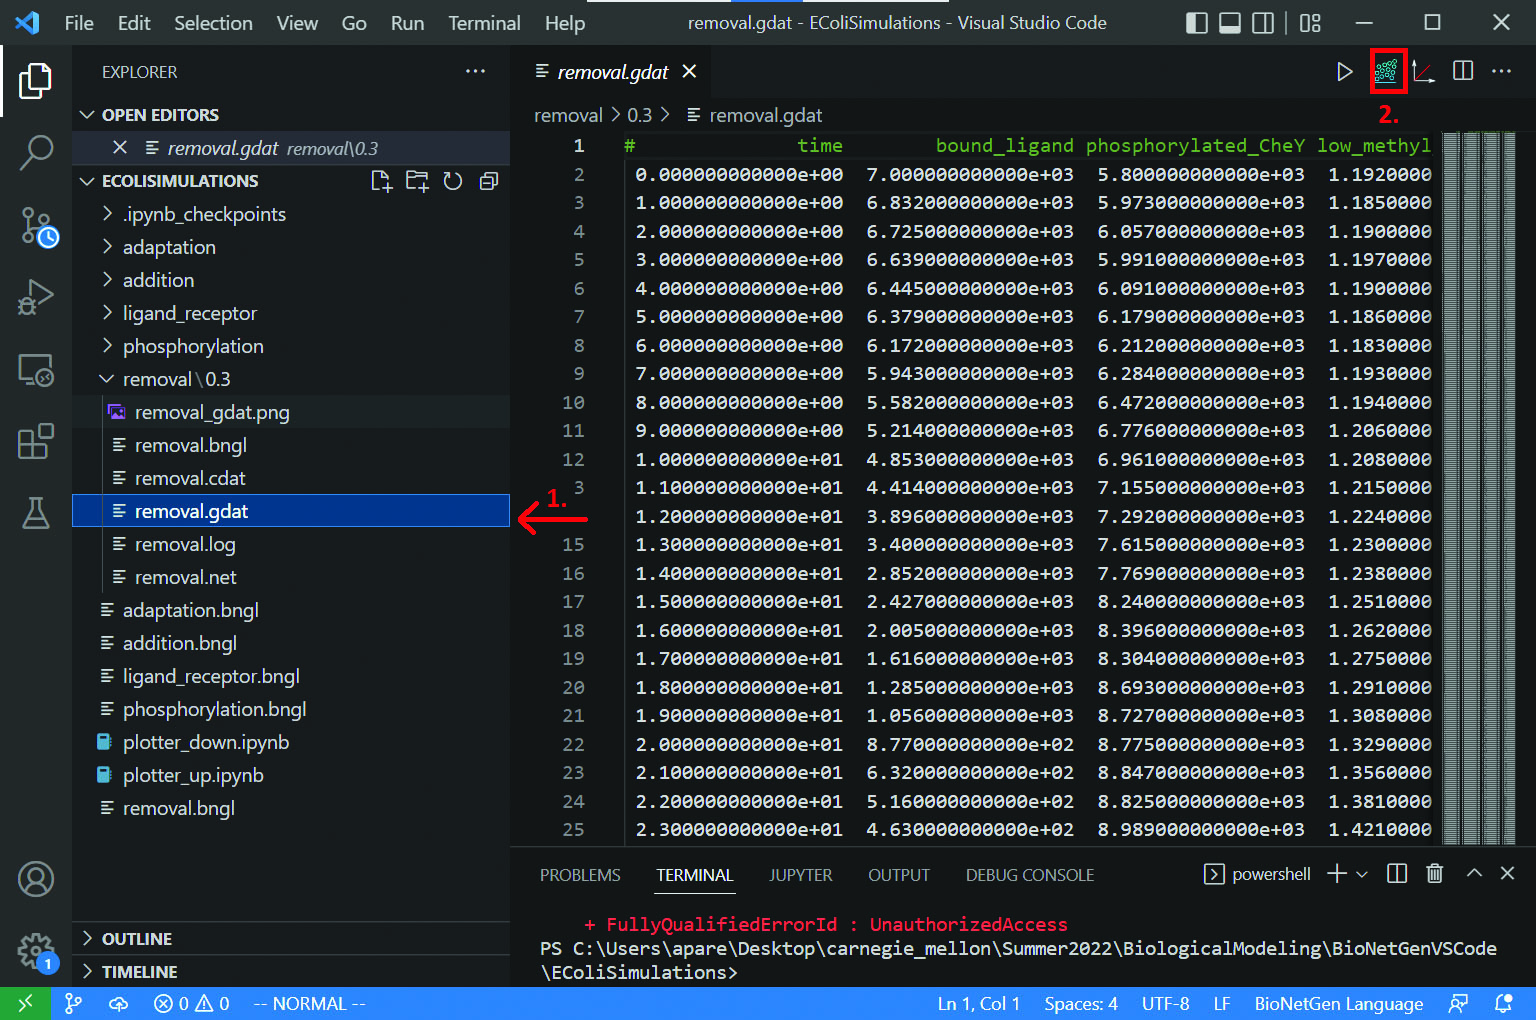 File Edit Selection View Go Run Terminal Help removal.gdat - EColiSimulations - Visual Studio Code
EXPLORER
OPEN EDITORS
removal.gdat removal\0.3
ECOLISIMULATIONS
.ipynb_checkpoints
adaptation
addition
ligand_receptor
phosphorylation
removal\0.3
removal_gdat.png
removal.bngl
removal.cdat
removal.gdat
removal.log
removal.net
adaptation.bngl
addition.bngl
ligand_receptor.bngl
phosphorylation.bngl
plotter_down.ipynb
plotter_up.ipynb
removal.bngl
OUTLINE
TIMELINE
1.
removal.gdat
2.
removal > 0.3 > removal.gdat
1 # time bound_ligand phosphorylated_CheY low_methyl
2 0.000000000000e+00 7.000000000000e+03 5.800000000000e+03 1.1920000
3 1.000000000000e+00 6.832000000000e+03 5.973000000000e+03 1.1850000
4 2.000000000000e+00 6.725000000000e+03 6.057000000000e+03 1.1900000
5 3.000000000000e+00 6.639000000000e+03 5.991000000000e+03 1.1970000
6 4.000000000000e+00 6.445000000000e+03 6.091000000000e+03 1.1900000
7 5.000000000000e+00 6.379000000000e+03 6.179000000000e+03 1.1860000
8 6.000000000000e+00 6.172000000000e+03 6.212000000000e+03 1.1830000
9 7.000000000000e+00 5.943000000000e+03 6.284000000000e+03 1.1930000
10 8.000000000000e+00 5.582000000000e+03 6.472000000000e+03 1.1940000
11 9.000000000000e+00 5.214000000000e+03 6.776000000000e+03 1.2060000
12 1.000000000000e+01 4.853000000000e+03 6.961000000000e+03 1.2080000
3 1.100000000000e+01 4.414000000000e+03 7.155000000000e+03 1.2150000
1.200000000000e+01 3.896000000000e+03 7.292000000000e+03 1.2240000
15 1.300000000000e+01 3.400000000000e+03 7.615000000000e+03 1.2300000
16 1.400000000000e+01 2.852000000000e+03 7.769000000000e+03 1.2380000
17 1.500000000000e+01 2.427000000000e+03 8.240000000000e+03 1.2510000
18 1.600000000000e+01 2.005000000000e+03 8.396000000000e+03 1.2620000
19 1.700000000000e+01 1.616000000000e+03 8.304000000000e+03 1.2750000
20 1.800000000000e+01 1.285000000000e+03 8.693000000000e+03 1.2910000
21 1.900000000000e+01 1.056000000000e+03 8.727000000000e+03 1.3080000
22 2.000000000000e+01 8.770000000000e+02 8.775000000000e+03 1.3290000
23 2.100000000000e+01 6.320000000000e+02 8.847000000000e+03 1.3560000
24 2.200000000000e+01 5.160000000000e+02 8.825000000000e+03 1.3810000
25 2.300000000000e+01 4.630000000000e+02 8.989000000000e+03 1.4210000
PROBLEMS TERMINAL JUPYTER OUTPUT DEBUG CONSOLE powershell
+ FullyQualifiedErrorId : UnauthorizedAccess
PS C:\Users\apare\Desktop\carnegie_mellon\Summer2022\BiologicalModeling\BioNetGenVSCode
\EColiSimulations>
1
0 0 -- NORMAL -- Ln 1, Col 1 Spaces: 4 UTF-8 LF BioNetGen Language